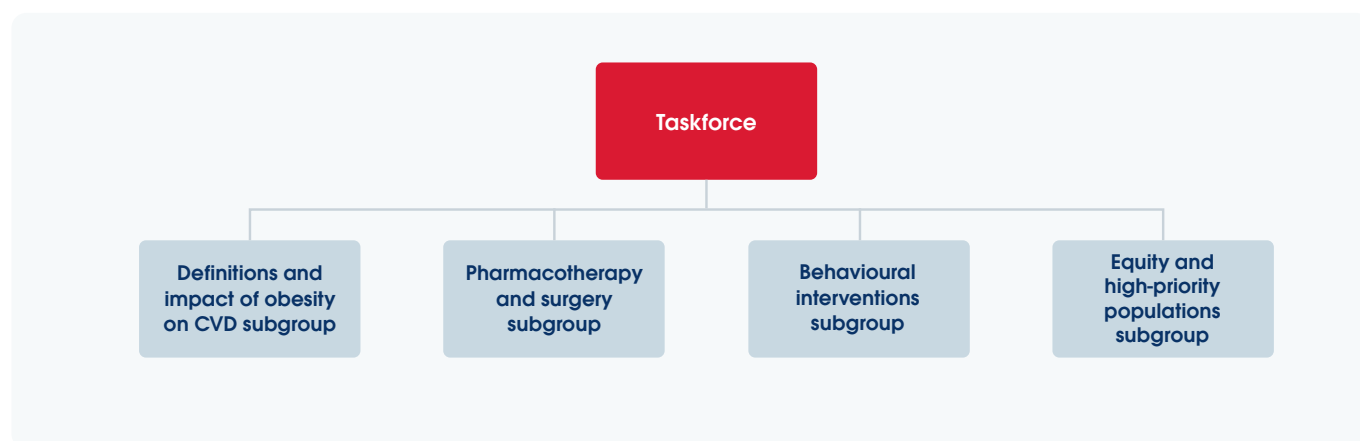 Taskforce
Definitions and
impact of obesity
on CVD subgroup
Pharmacotherapy
and surgery
subgroup
Behavioural
interventions
subgroup
Equity and
high-priority
populations
subgroup